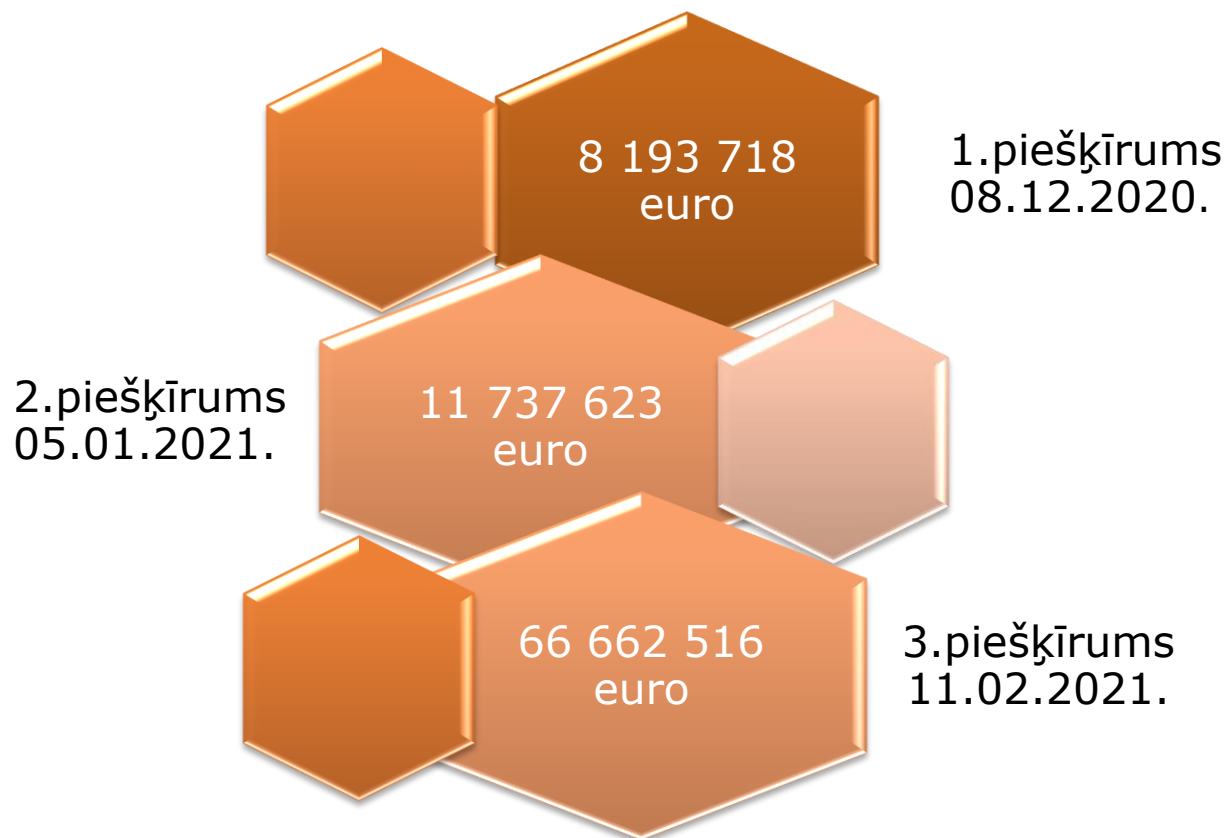 8 193 718
euro
1.piešķīrums
08.12.2020.
2.piešķīrums
05.01.2021.
11 737 623
euro
66 662 516
euro
3.piešķīrums
11.02.2021.